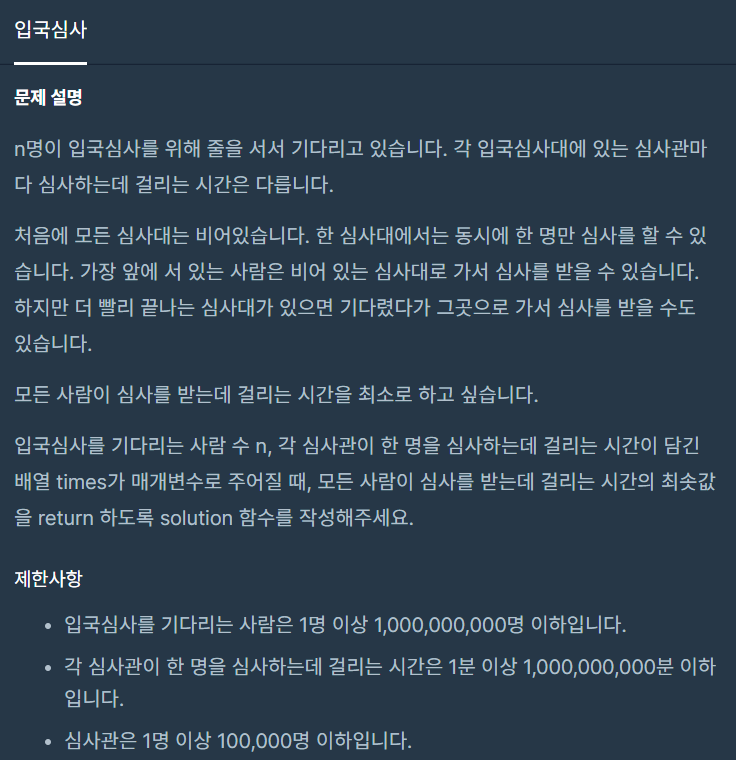 입국심사
문제 설명
n명이 입국심사를 위해 줄을 서서 기다리고 있습니다. 각 입국심사대에 있는 심사관마
다 심사하는데 걸리는 시간은 다릅니다.
처음에 모든 심사대는 비어있습니다. 한 심사대에서는 동시에 한 명만 심사를 할 수 있
습니다. 가장 앞에 서 있는 사람은 비어 있는 심사대로 가서 심사를 받을 수 있습니다.
하지만 더 빨리 끝나는 심사대가 있으면 기다렸다가 그곳으로 가서 심사를 받을 수도
있습니다.
모든 사람이 심사를 받는데 걸리는 시간을 최소로 하고 싶습니다.
입국심사를 기다리는 사람 수 n, 각 심사관이 한 명을 심사하는데 걸리는 시간이 담긴
배열 times가 매개변수로 주어질 때, 모든 사람이 심사를 받는데 걸리는 시간의 최솟값
을 return 하도록 solution 함수를 작성해주세요.
제한사항
• 입국심사를 기다리는 사람은 1명 이상 1,000,000,000명 이하입니다.
• 각 심사관이 한 명을 심사하는데 걸리는 시간은 1분 이상 1,000,000,000분 이하
입니다.
• 심사관은 1명 이상 100,000명 이하입니다.